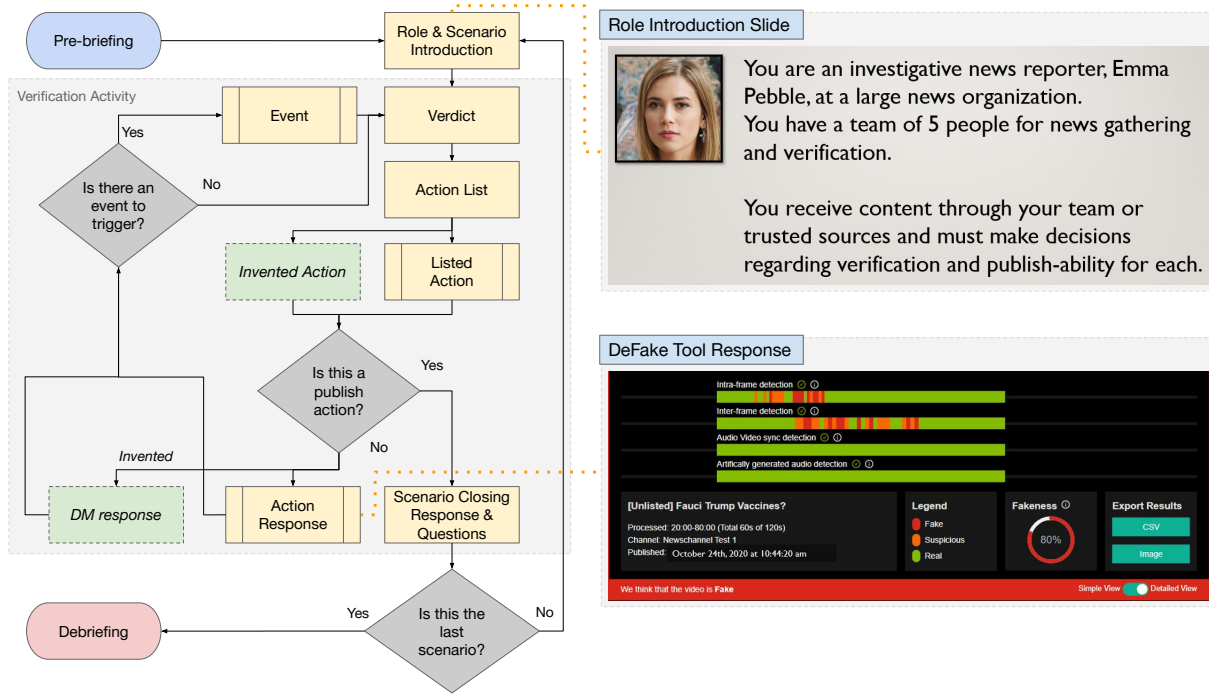 Pre-briefing
Role & Scenario
Introduction
Verification Activity
Yes
Event
Verdict
Is there an
event to
trigger?
No
Action List
Invented Action
Listed
Action
Is this a
publish
action?
Yes
No
Invented
DM response
Action
Response
Scenario Closing
Response &
Questions
Debriefing
Yes
Is this the
last
scenario?
No
Role Introduction Slide
You are an investigative news reporter, Emma
Pebble, at a large news organization.
You have a team of 5 people for news gathering
and verification.
You receive content through your team or
trusted sources and must make decisions
regarding verification and publish-ability for each.
DeFake Tool Response
Intra-frame detection
Inter-frame detection
Audio Video sync detection
Artifically generated audio detection
[Unlisted] Fauci Trump Vaccines?
Processed: 20:00-80:00 (Total 60s of 120s)
Channel: Newschannel Test 1
Published: October 24th, 2020 at 10:44:20 am
Legend
Fake
Suspicious
Real
Fakeness
80%
Export Results
CSV
Image
We think that the video is Fake
Simple View
Detailed View